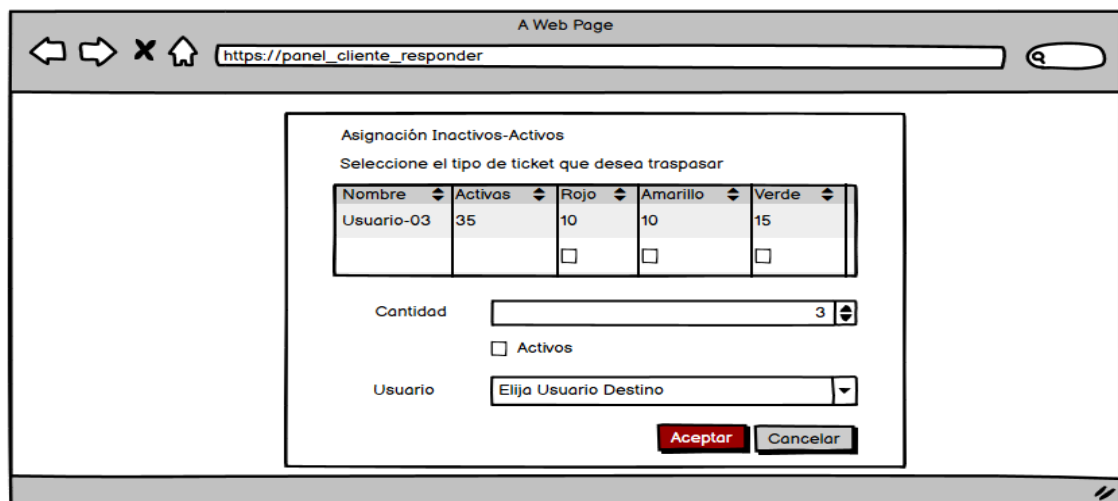 A Web Page
https://panel_cliente_responder
Asignación Inactivos-Activos
Seleccione el tipo de ticket que desea traspasar
Nombre Activas Rojo Amarillo Verde
Usuario-03 35 10 10 15
Cantidad 3
Activos
Usuario Elija Usuario Destino
Aceptar Cancelar